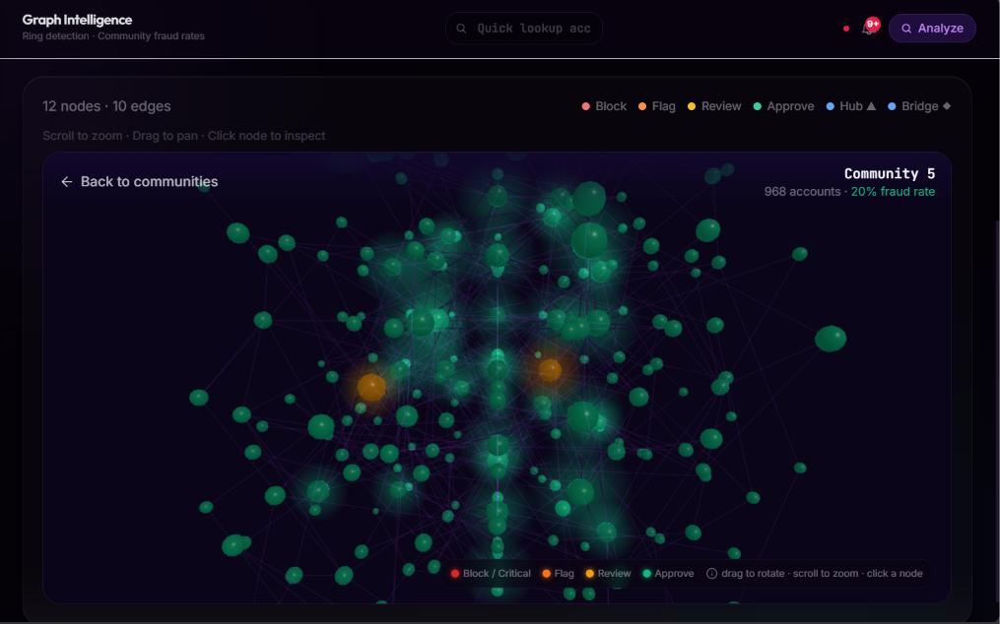 Graph Intelligence
Ring detection · Community fraud rates
Quick lookup acc
9+
Analyze
12 nodes · 10 edges
Block
Flag
Review
Approve
Hub ▲
Bridge ◆
Scroll to zoom · Drag to pan · Click node to inspect
← Back to communities
Community 5
968 accounts · 20% fraud rate
Block / Critical
Flag
Review
Approve
drag to rotate · scroll to zoom · click a node